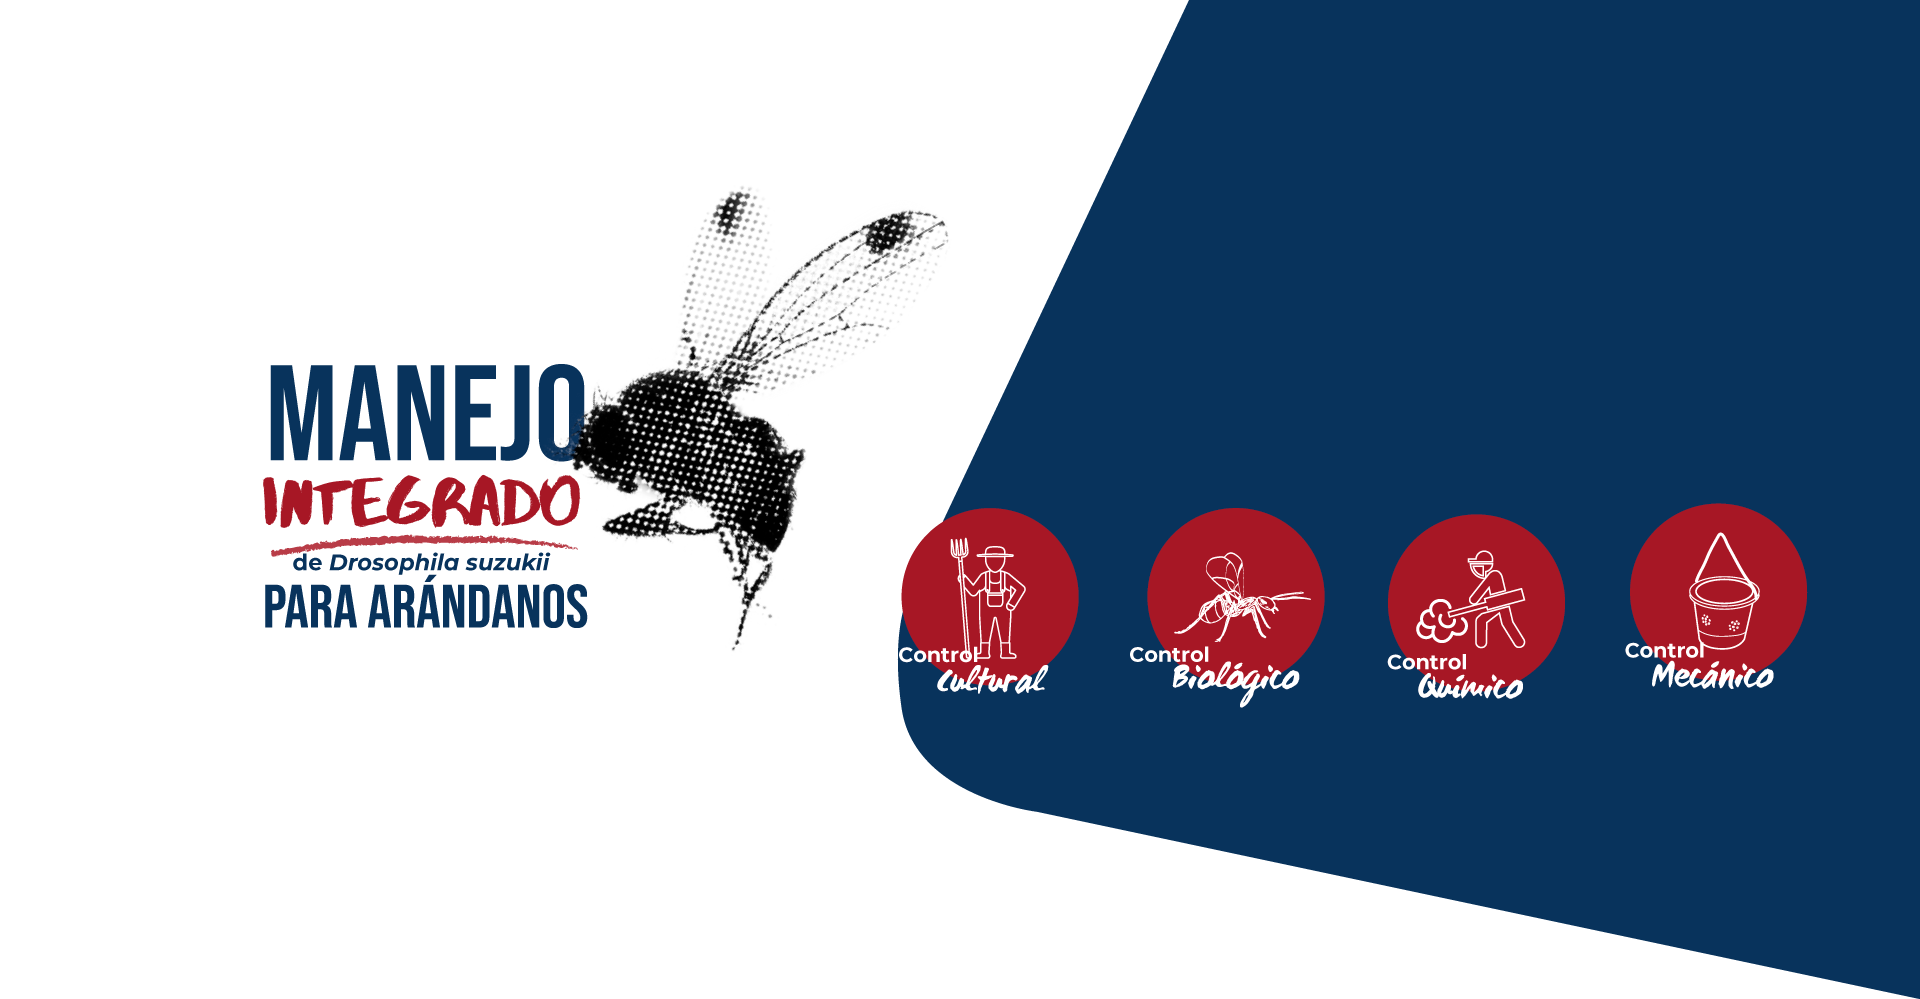 MANEJO
INTEGRADO
de Drosophila suzukii
PARA ARÁNDANOS
Control
Cultural
Control
Biológico
Control
Químico
Control
Mecánico